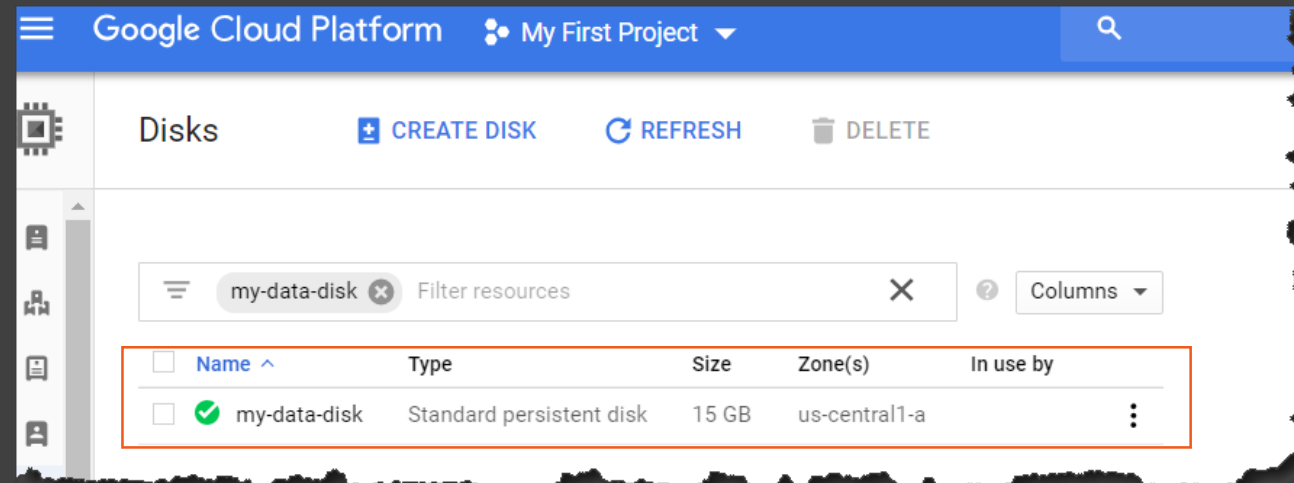 Google Cloud Platform My First Project
Disks CREATE DISK REFRESH DELETE
my-data-disk Filter resources Columns
Name Type Size Zone(s) In use by
my-data-disk Standard persistent disk 15 GB us-central1-a